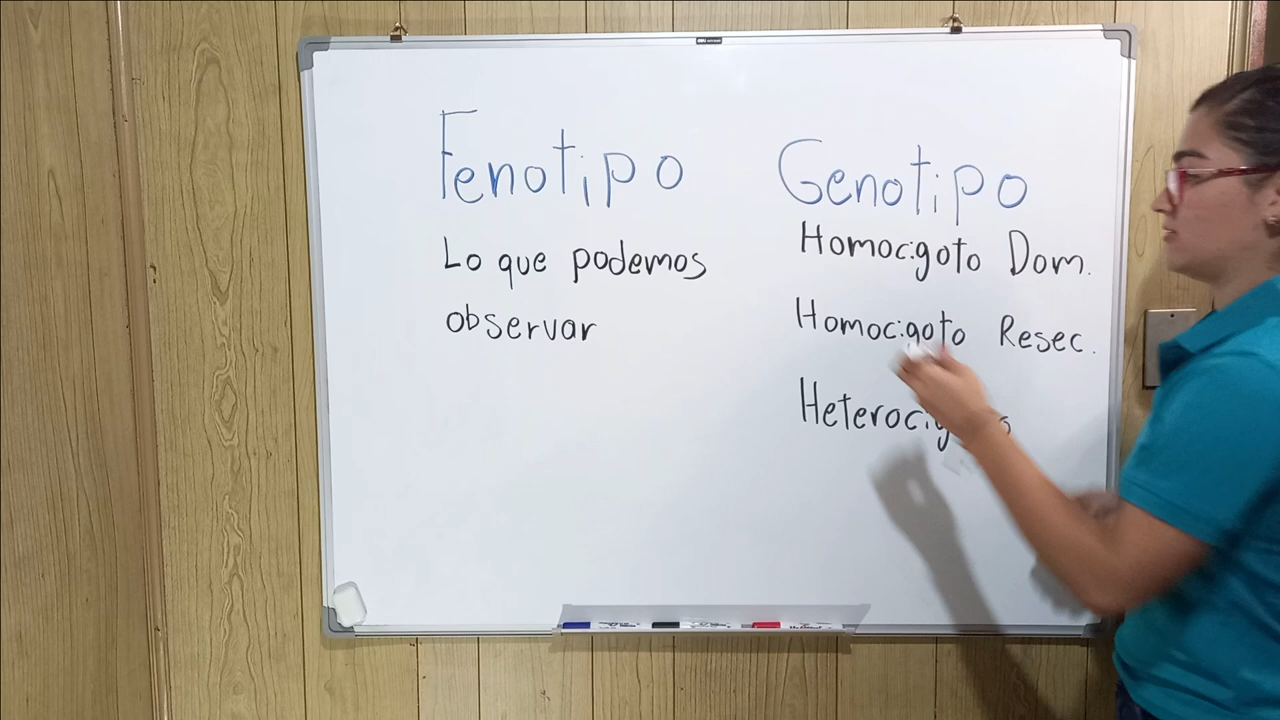 Fenotipo
Lo que podemos
observar
Genotipo
Homocigoto Dom.
Homocigoto Resec.